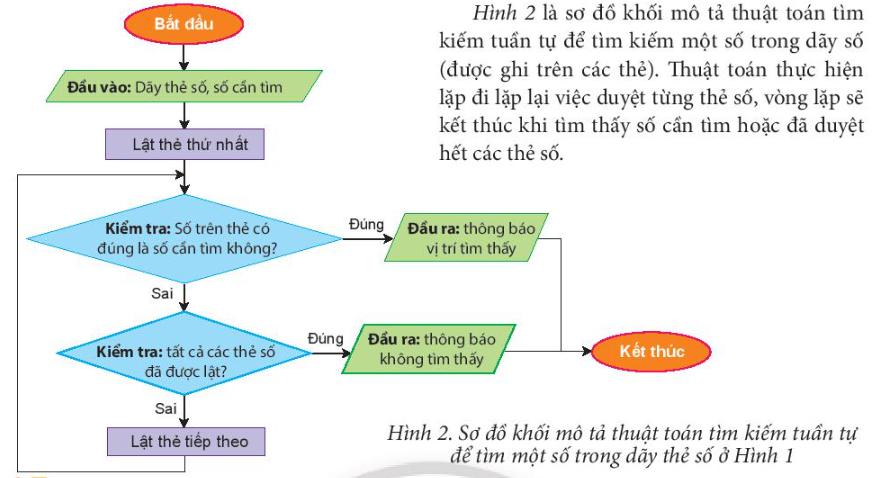 Bắt đầu
Đầu vào: Dãy thẻ số, số cần tìm
Lật thẻ thứ nhất
Kiểm tra: Số trên thẻ có
đúng là số cần tìm không?
Đúng
Đầu ra: thông báo
vị trí tìm thấy
Sai
Kiểm tra: tất cả các thẻ số
đã được lật?
Đúng
Đầu ra: thông báo
không tìm thấy
Kết thúc
Sai
Lật thẻ tiếp theo
Hình 2 là sơ đồ khối mô tả thuật toán tìm
kiếm tuần tự để tìm kiếm một số trong dãy số
(được ghi trên các thẻ). Thuật toán thực hiện
lặp đi lặp lại việc duyệt từng thẻ số, vòng lặp sẽ
kết thúc khi tìm thấy số cần tìm hoặc đã duyệt
hết các thẻ số.
Hình 2. Sơ đồ khối mô tả thuật toán tìm kiếm tuần tự
để tìm một số trong dãy thẻ số ở Hình 1